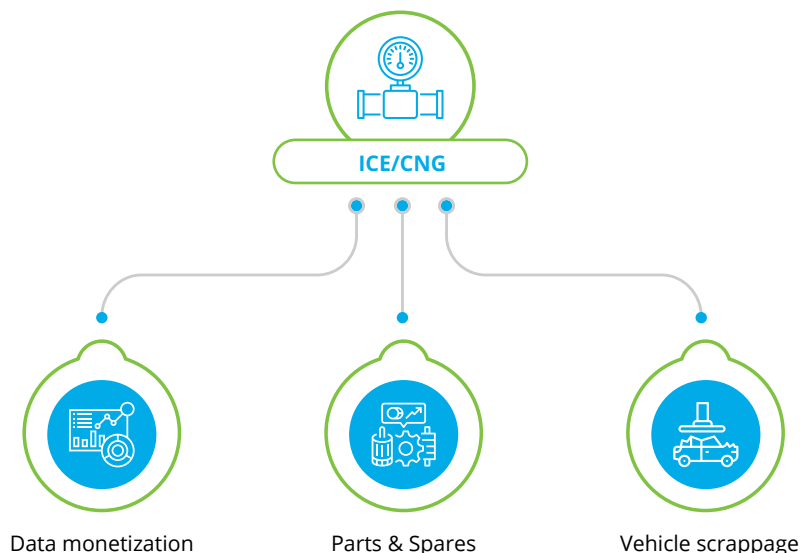 ICE/CNG
Data monetization
Parts & Spares
Vehicle scrappage